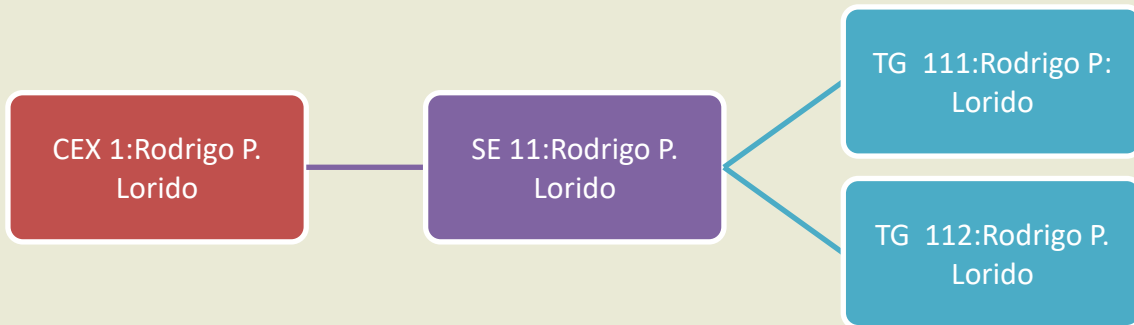 CEX 1:Rodrigo P.
Lorido
SE 11:Rodrigo P.
Lorido
TG  111:Rodrigo P:
Lorido
TG  112:Rodrigo P.
Lorido